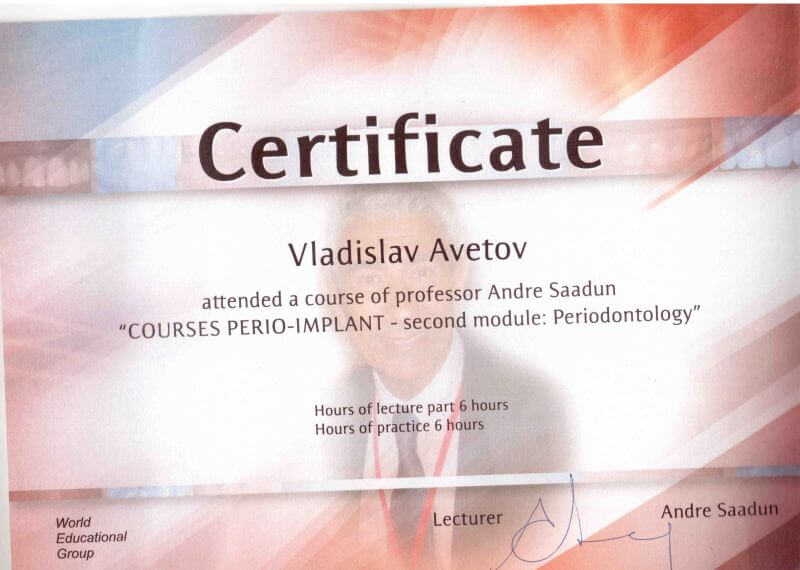 Certificate
Vladislav Avetov
attended a course of professor Andre Saadun
“COURSES PERIO-IMPLANT - second module: Periodontology”
Hours of lecture part 6 hours
Hours of practice 6 hours
Lecturer
Andre Saadun
World
Educational
Group